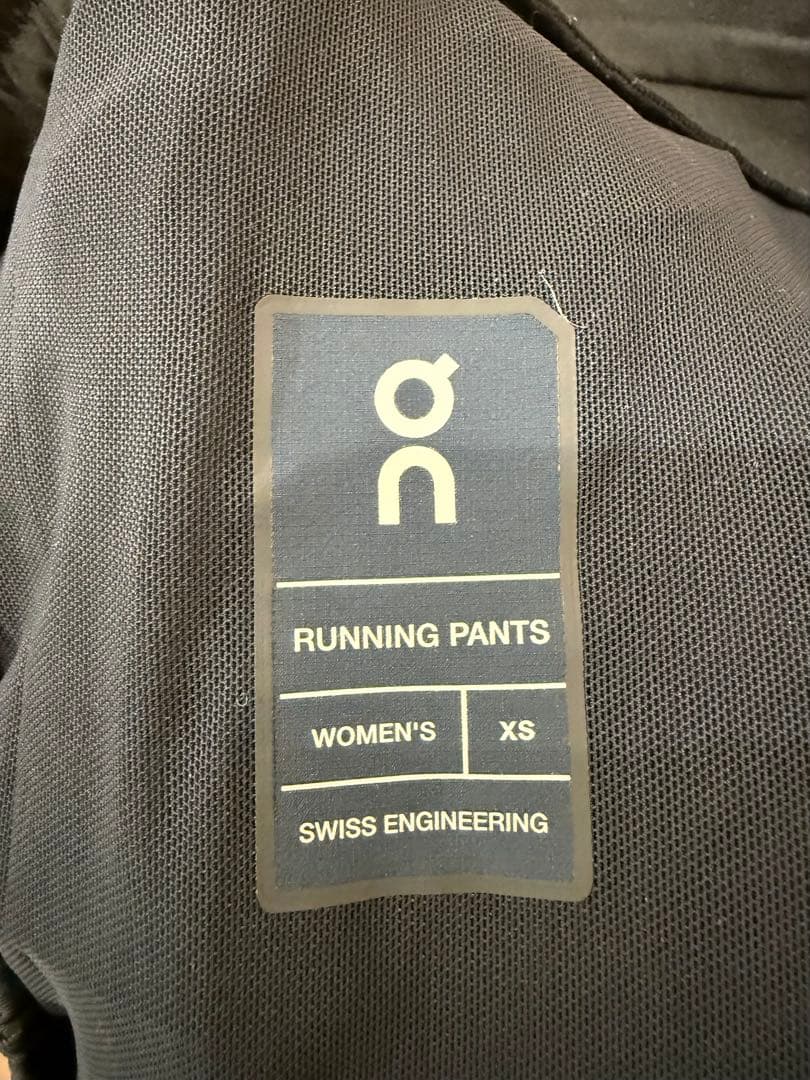 On
RUNNING PANTS
WOMEN'S XS
SWISS ENGINEERING